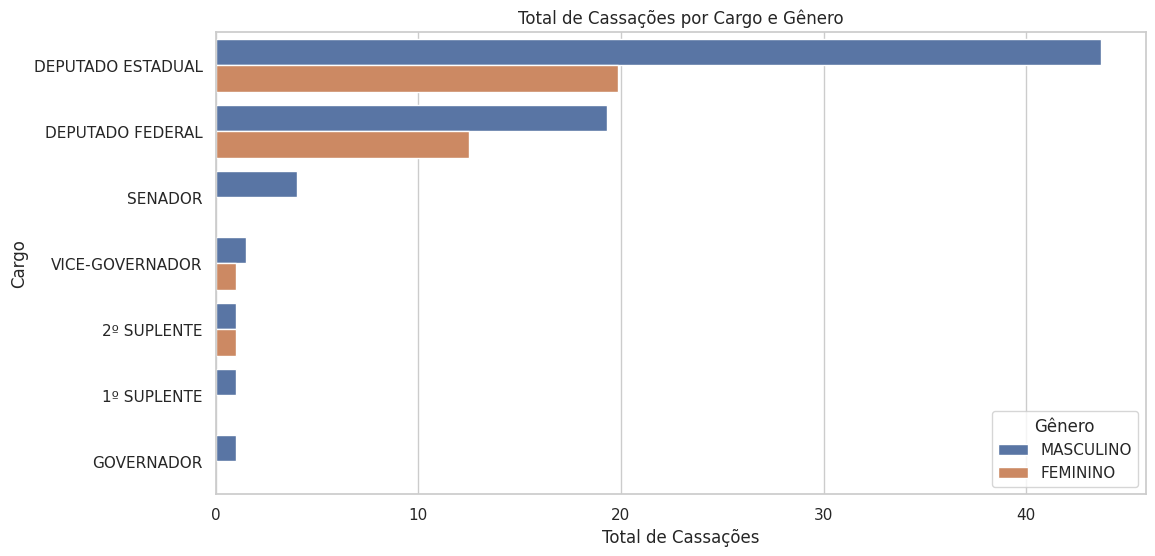 Total de Cassações por Cargo e Gênero
Cargo
DEPUTADO ESTADUAL
DEPUTADO FEDERAL
SENADOR
VICE-GOVERNADOR
2º SUPLENTE
1º SUPLENTE
GOVERNADOR
Gênero
MASCULINO
FEMININO
0 10 20 30 40
Total de Cassações